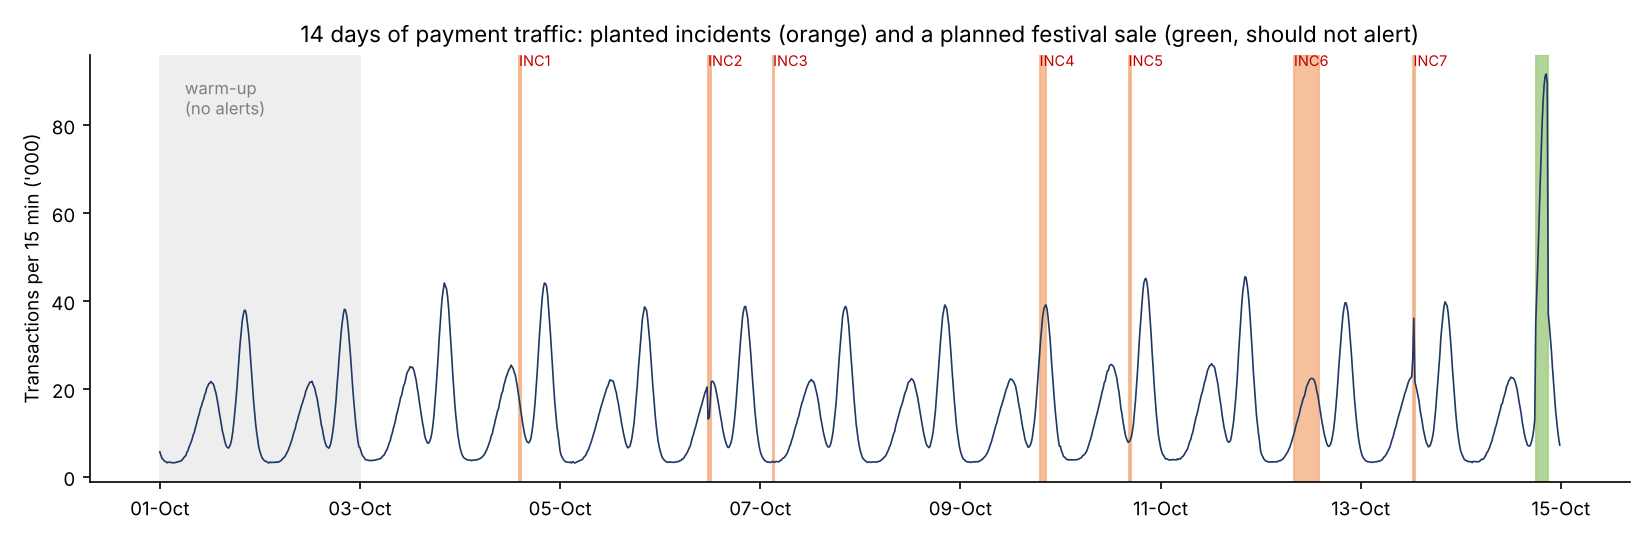 14 days of payment traffic: planted incidents (orange) and a planned festival sale (green, should not alert)
INC1
INC2
INC3
INC4
INC5
INC6
INC7
warm-up
(no alerts)
Transactions per 15 min ('000)
80
60
40
20
0
01-Oct
03-Oct
05-Oct
07-Oct
09-Oct
11-Oct
13-Oct
15-Oct